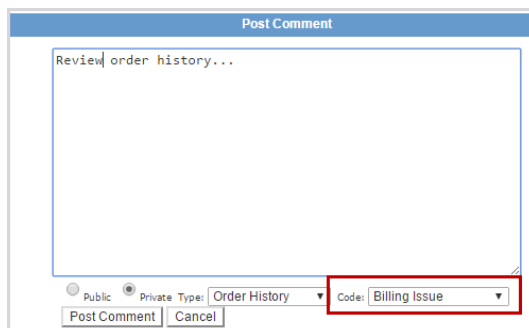 Post Comment
Review order history...
Public Private Type: Order History Code: Billing Issue
Post Comment Cancel